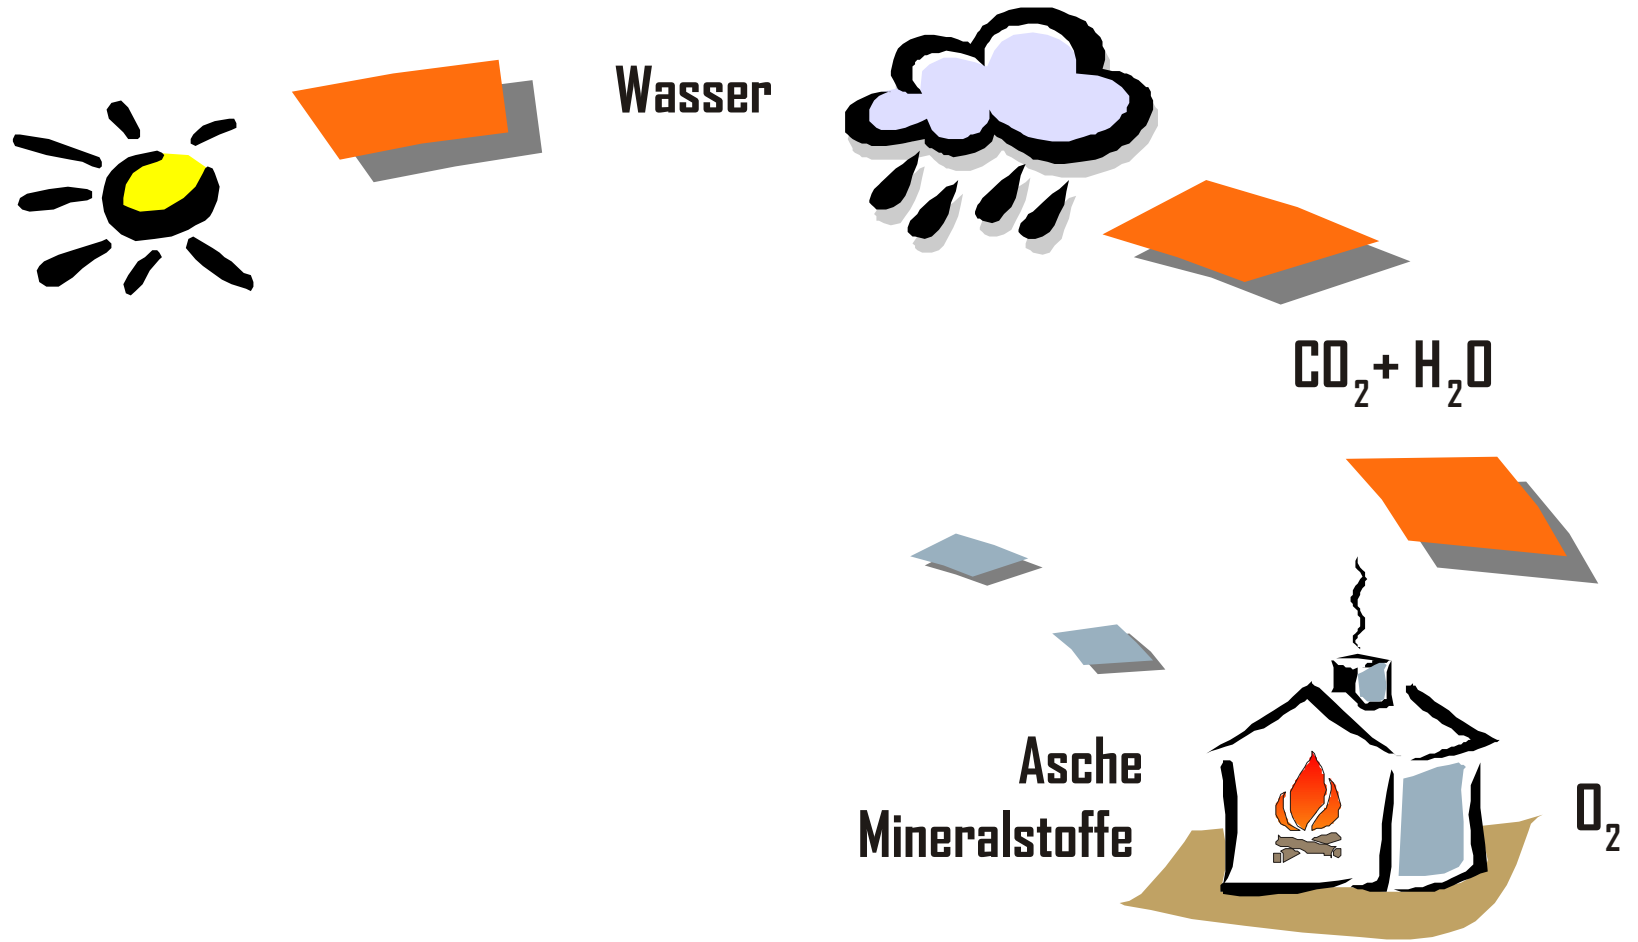 Wasser
CO₂+ H₂O
Asche
Mineralstoffe
O₂